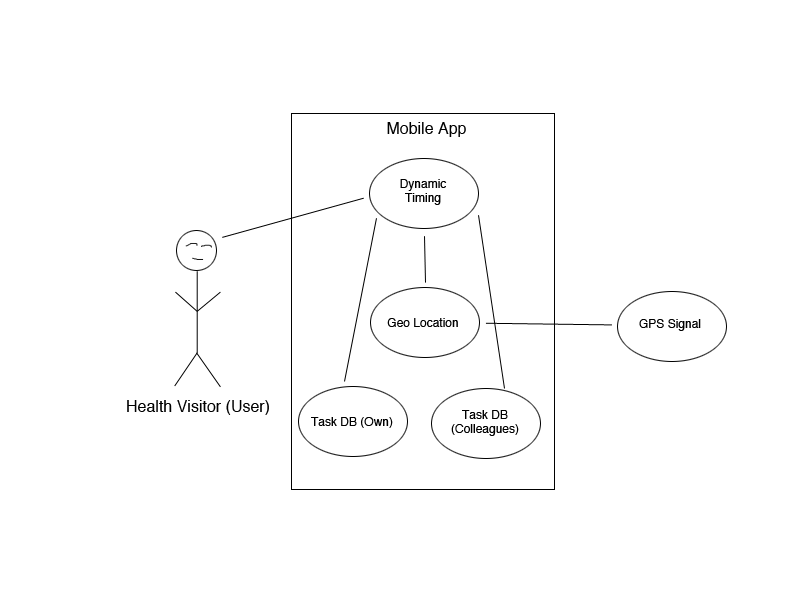 Mobile App
Dynamic
Timing
Geo Location
GPS Signal
Health Visitor (User)
Task DB (Own)
Task DB
(Colleagues)